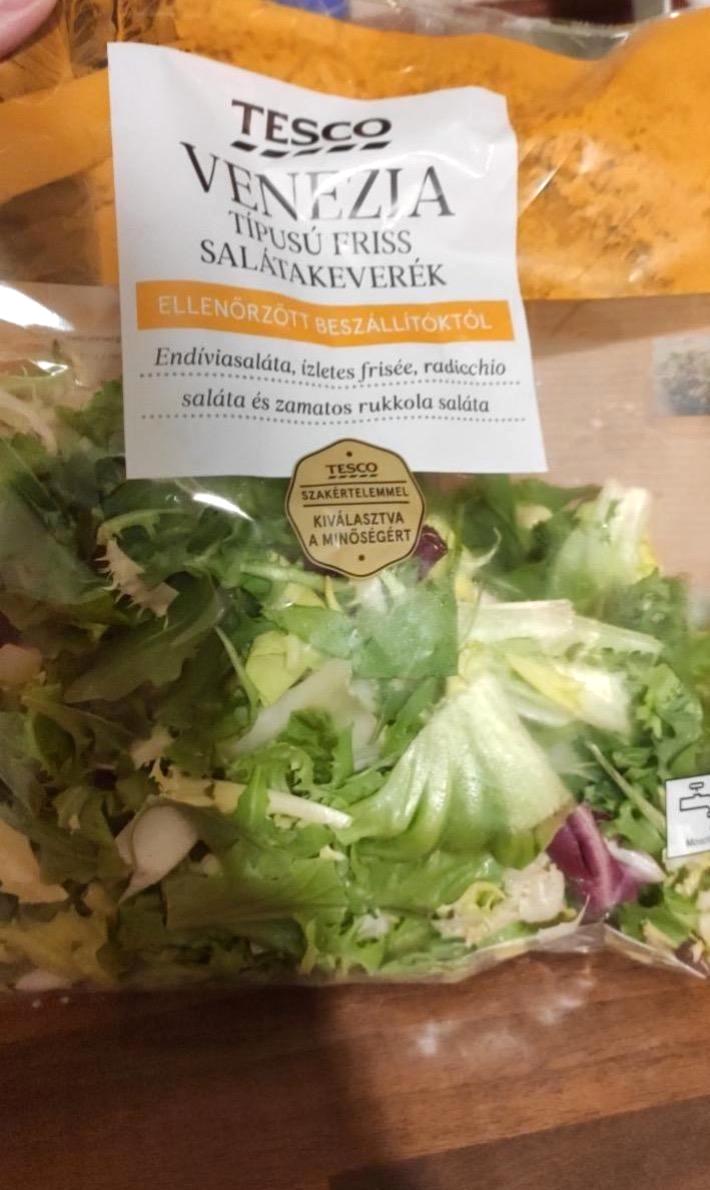 TESCO
VENEZIA
TÍPUSÚ FRISS
SALÁTAKEVERÉK
ELLENŐRZÖTT BESZÁLLÍTÓKTÓL
Endíviasaláta, ízletes frisée, radicchio
saláta és zamatos rukkola saláta
TESCO
SZAKÉRTELEMMEL
KIVÁLASZTVA
A MINŐSÉGÉRT